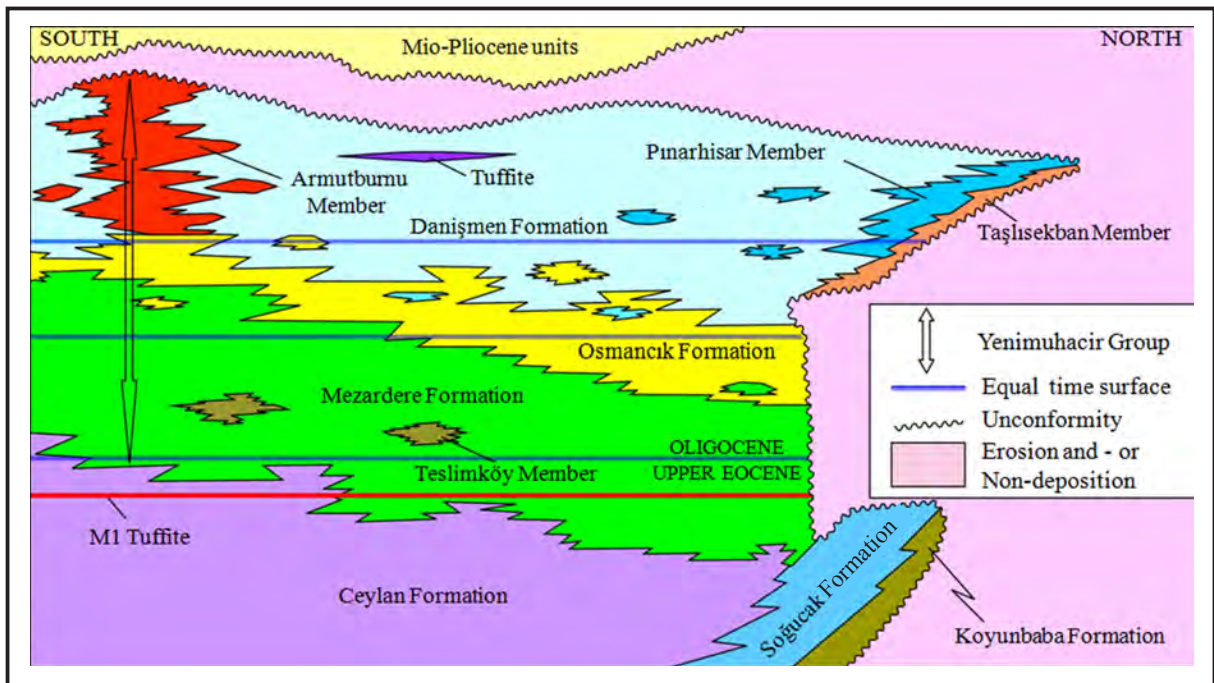 SOUTH
Mio-Pliocene units
NORTH
Pınarhisar Member
Armutburnu
Member
Tuffite
Danişmen Formation
Taşlısekban Member
Osmancık Formation
Mezardere Formation
OLIGOCENE
UPPER EOCENE
Teslimköy Member
M1 Tuffite
Ceylan Formation
Soğucak Formation
Koyunbaba Formation
Yenimuhacir Group
Equal time surface
Unconformity
Erosion and - or
Non-deposition